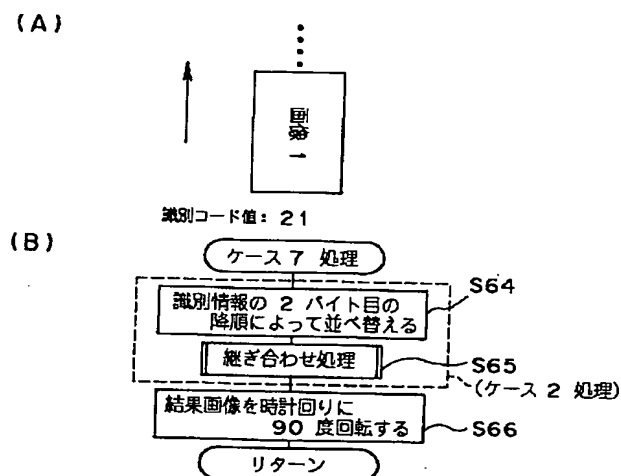 (A)
画像 1
識別コード値: 21
(B)
ケース 7 処理
識別情報の 2 バイト目の
降順によって並べ替える
S64
継ぎ合わせ処理
S65
(ケース 2 処理)
結果画像を時計回りに
90 度回転する
S66
リターン